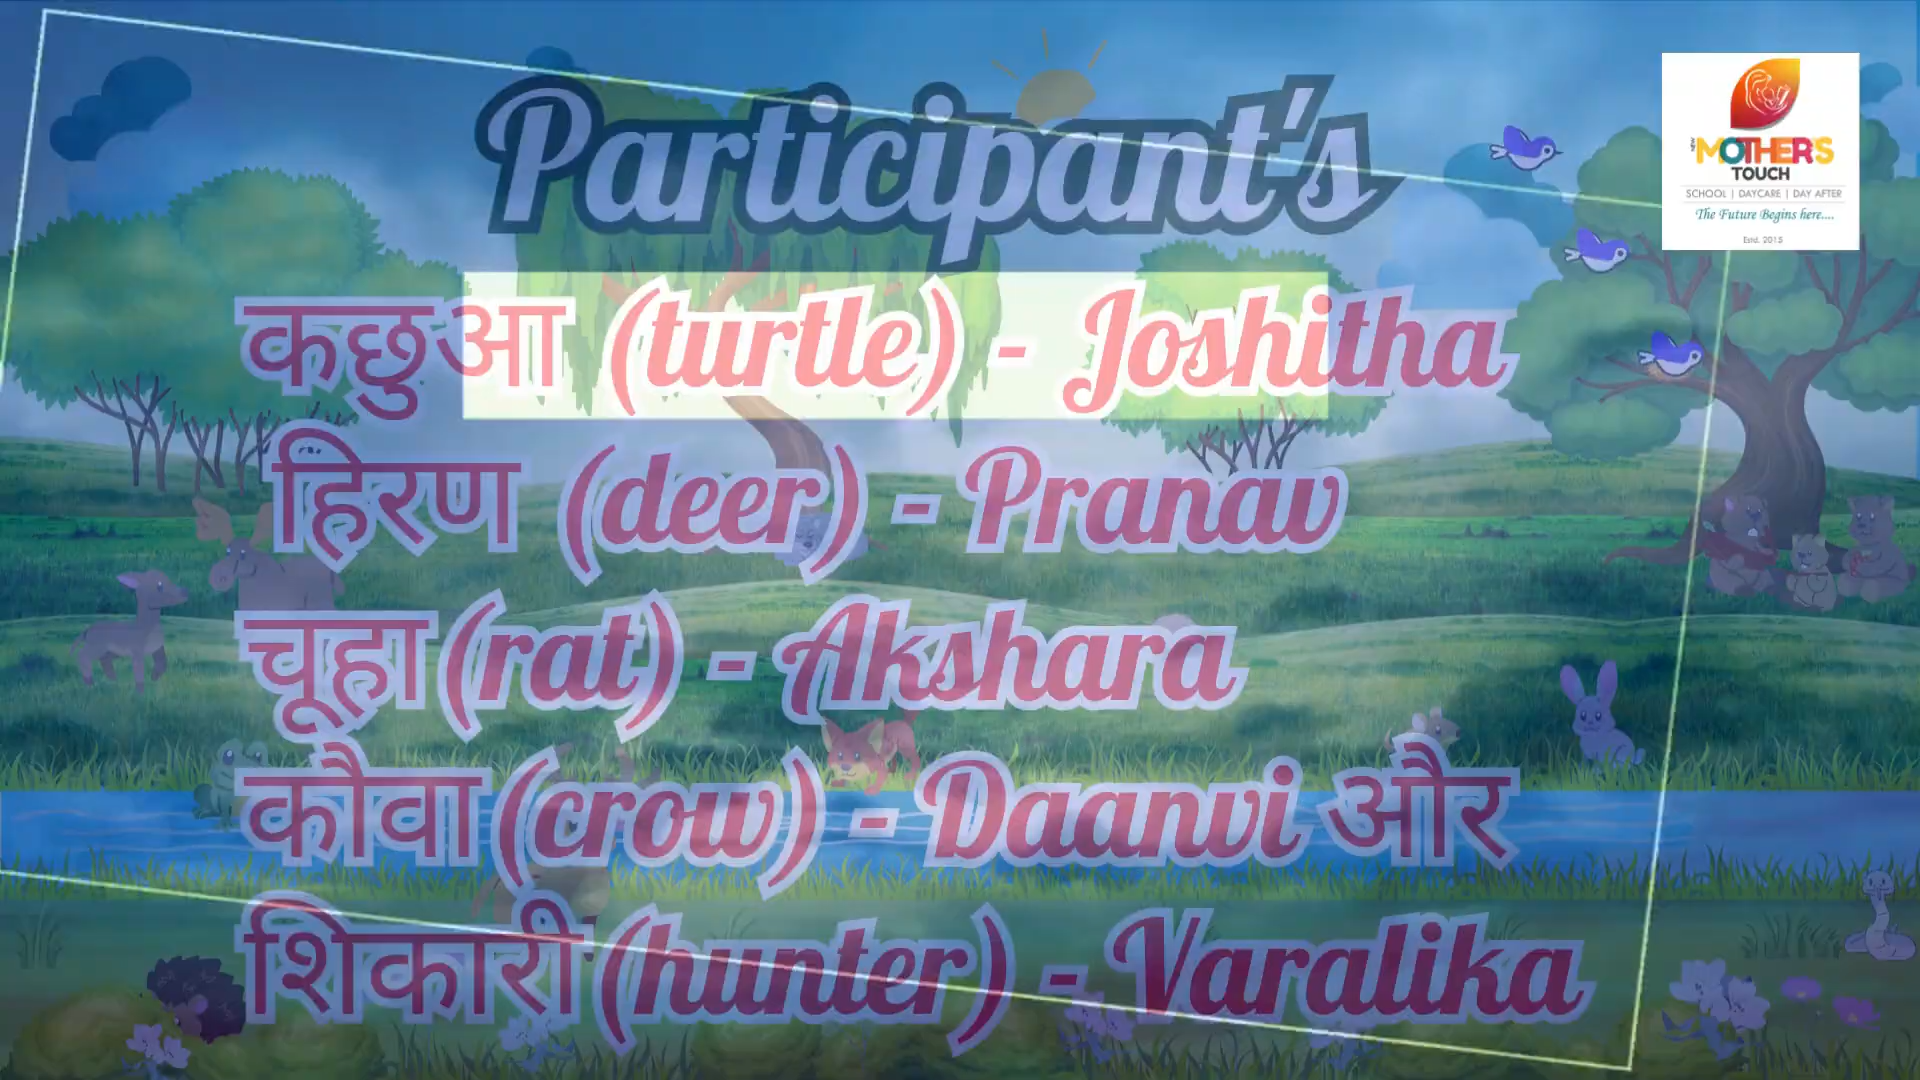 Participant's
NEW
MOTHER'S
TOUCH
SCHOOL | DAYCARE | DAY AFTER
The Future Begins here....
Estd. 2015
कछुआ (turtle) - Joshitha
हिरण (deer) - Pranav
चूहा (rat) - Akshara
कौवा (crow) - Daanvi और
शिकारी (hunter) - Varalika